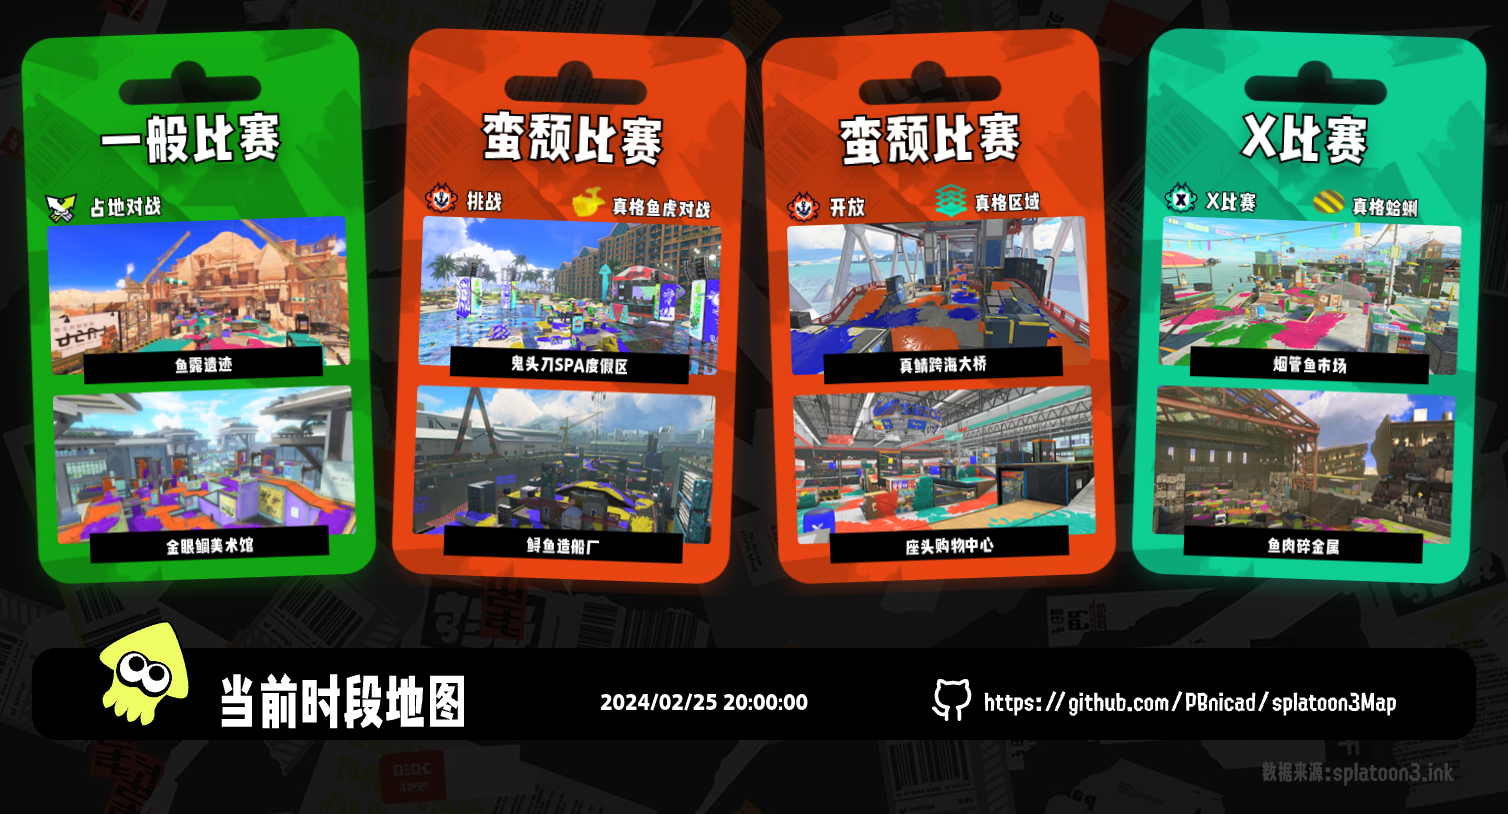 一般比赛
占地对战
鱼露遗迹
金眼鲷美术馆
蛮颓比赛
挑战
真格鱼虎对战
鬼头刀SPA度假区
鲟鱼造船厂
蛮颓比赛
开放
真格区域
真鲭跨海大桥
座头购物中心
X比赛
X比赛
真格蛤蜊
烟管鱼市场
鱼肉碎金属
当前时段地图
2024/02/25 20:00:00
https://github.com/PBnicad/splatoon3Map
数据来源:splatoon3.ink